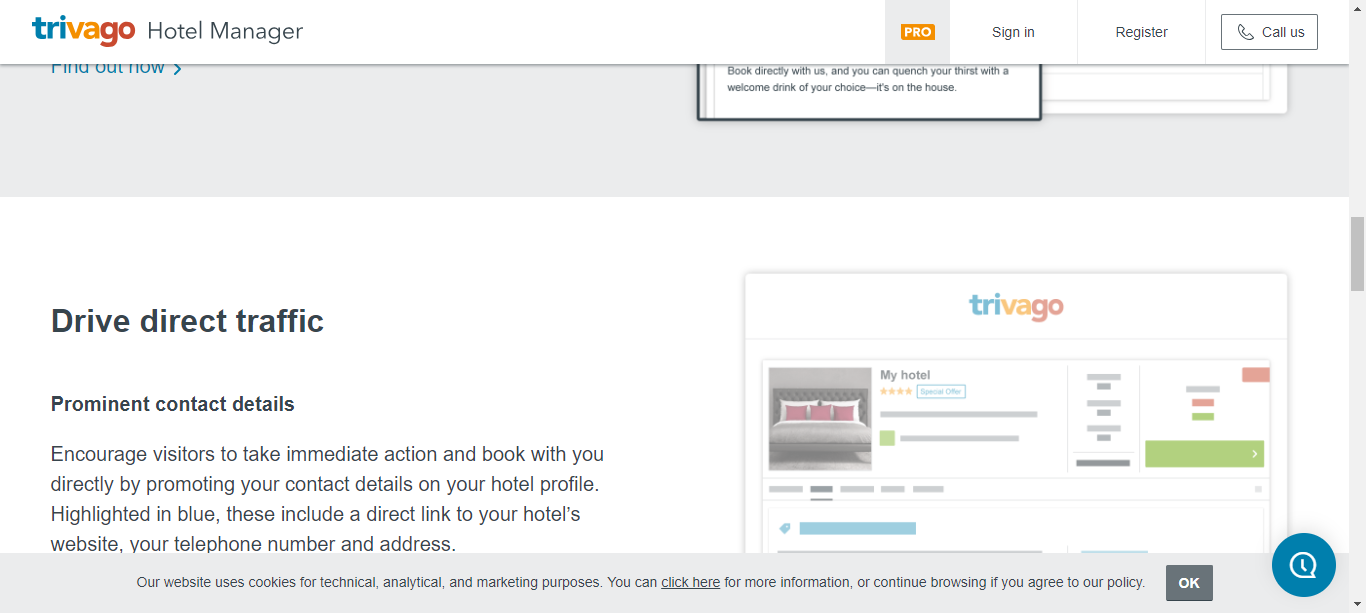 trivago Hotel Manager
PRO
Sign in
Register
Call us
Find out now
Book directly with us, and you can quench your thirst with a
welcome drink of your choice—it's on the house.
Drive direct traffic
Prominent contact details
Encourage visitors to take immediate action and book with you
directly by promoting your contact details on your hotel profile.
Highlighted in blue, these include a direct link to your hotel’s
website, your telephone number and address.
trivago
My hotel
Special Offer
Our website uses cookies for technical, analytical, and marketing purposes. You can click here for more information, or continue browsing if you agree to our policy.
OK